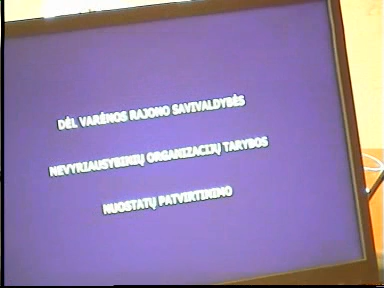 DĖL VARĖNOS RAJONO SAVIVALDYBĖS
NEVYRIAUSYBINIŲ ORGANIZACIJŲ TARYBOS
NUOSTATŲ PATVIRTINIMO